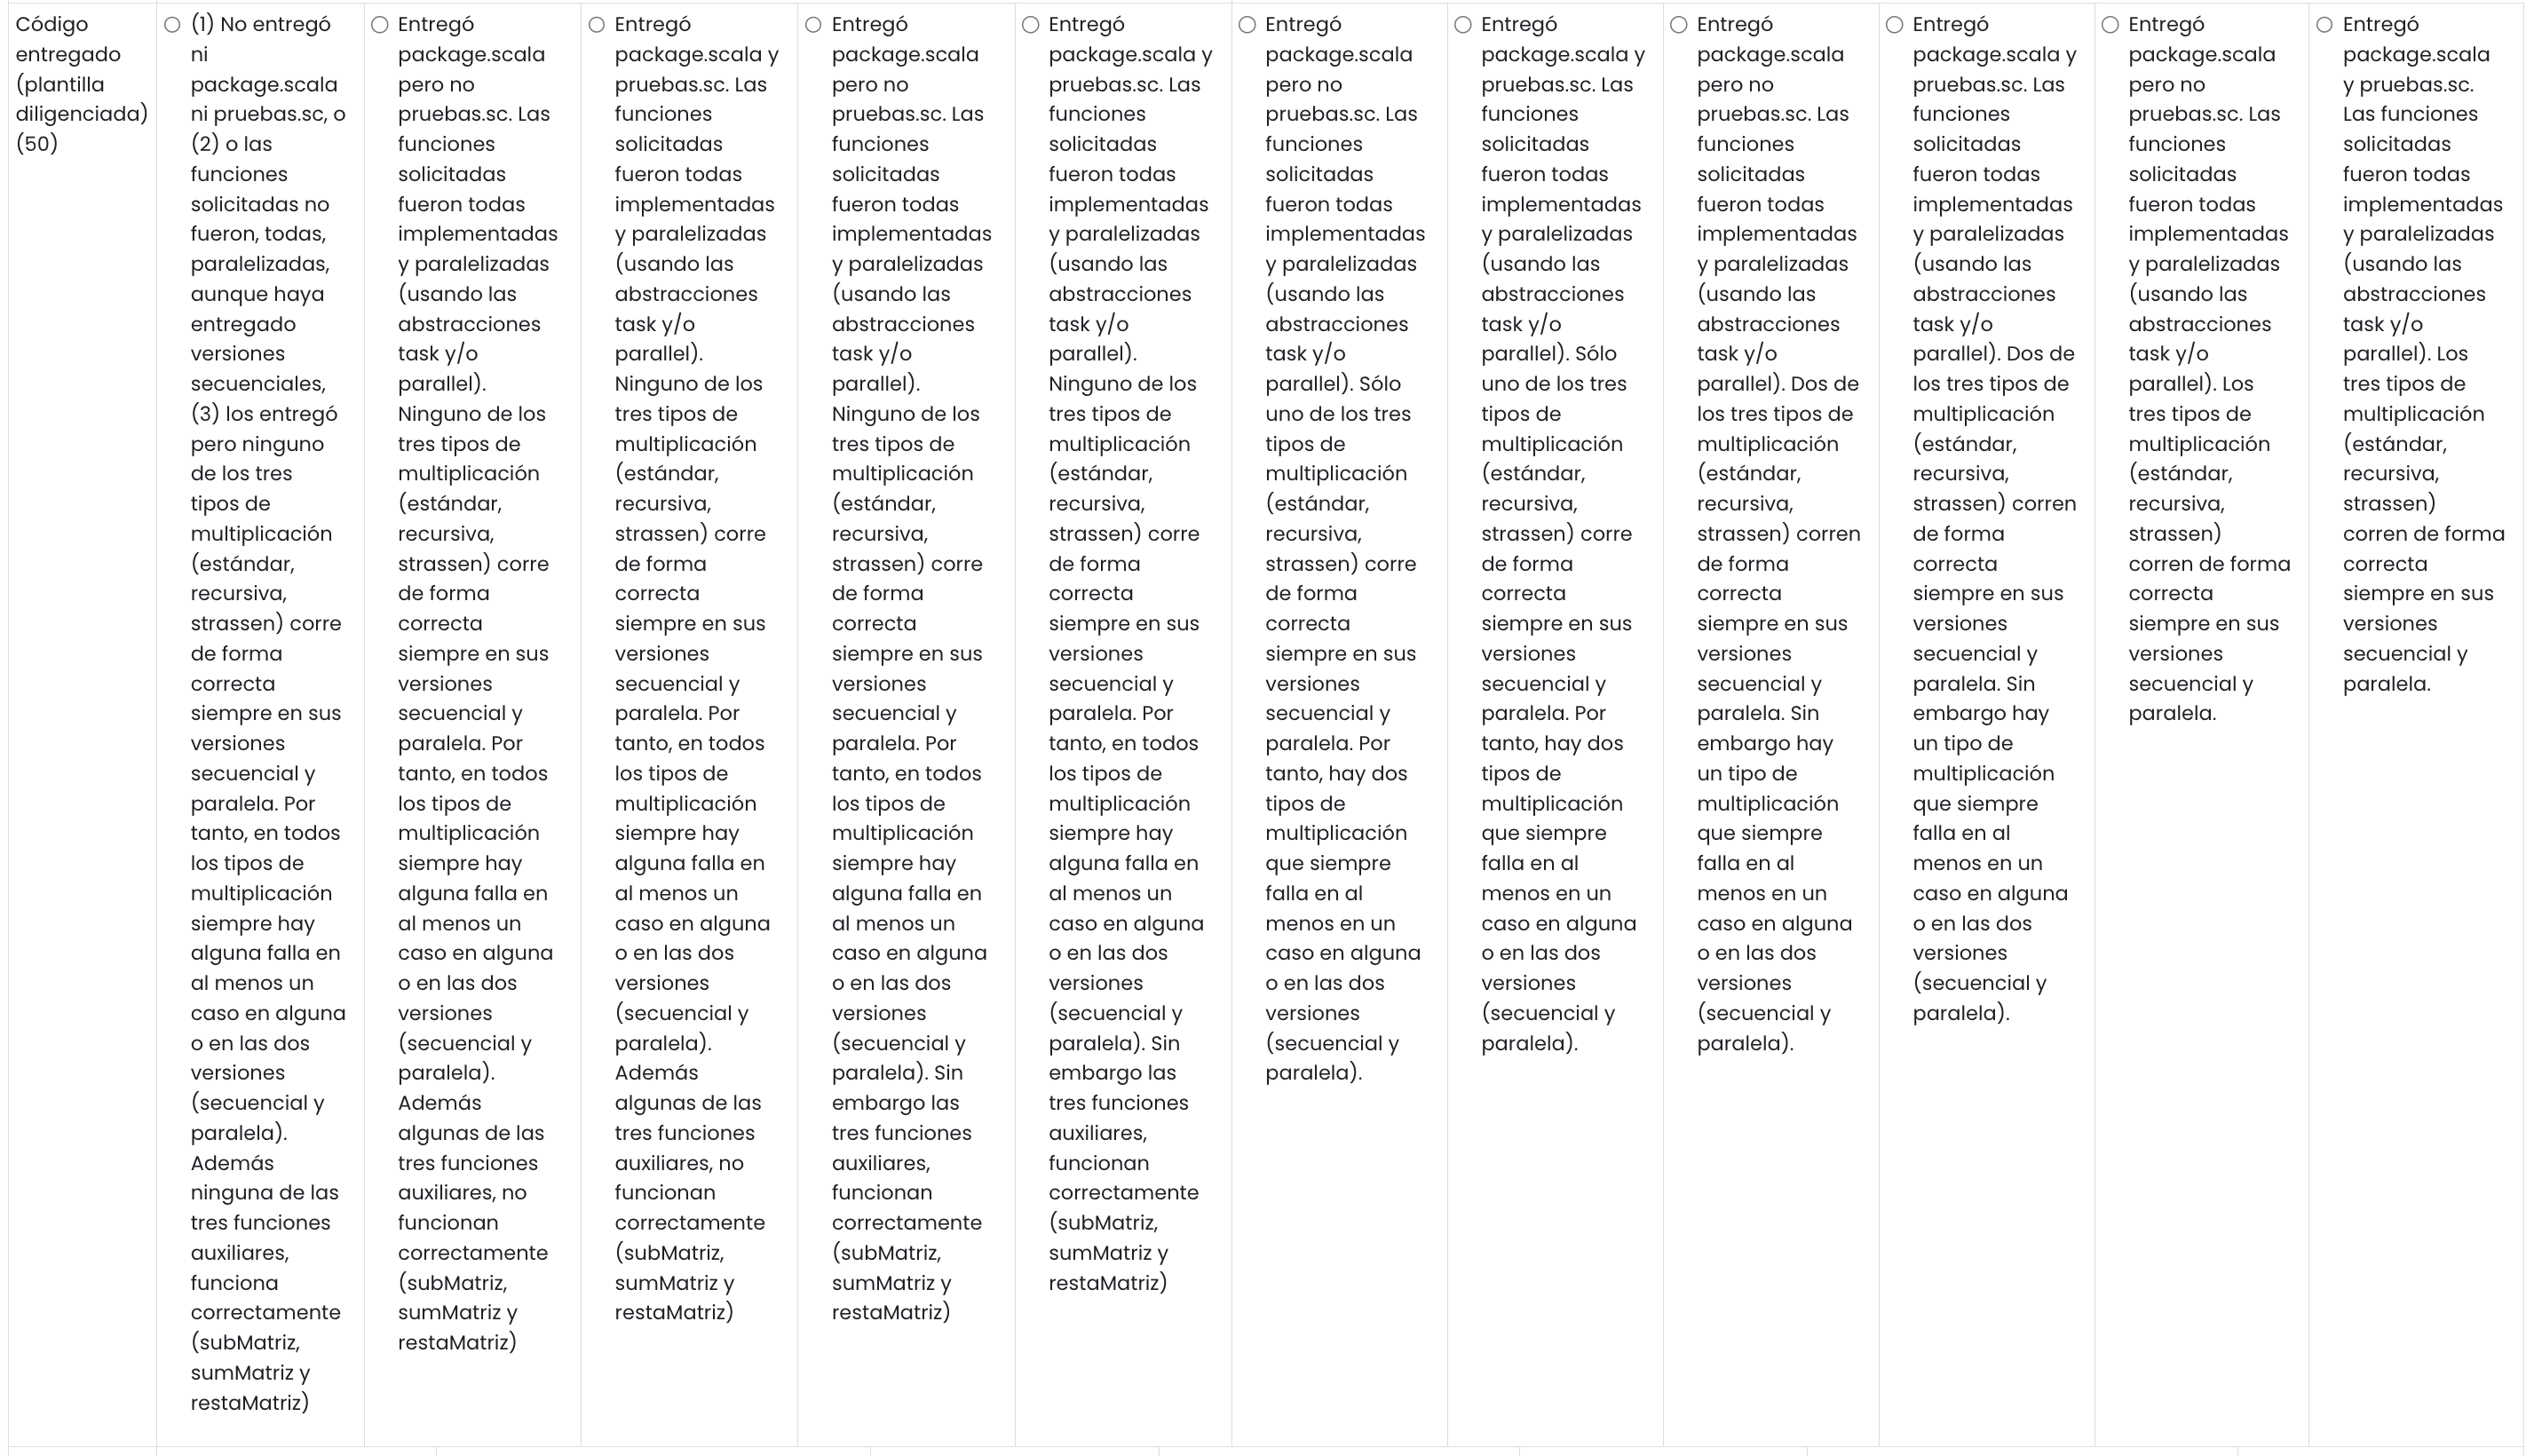 Código
entregado
(plantilla
diligenciada)
(50)
(1) No entregó
ni
package.scala
ni pruebas.sc, o
(2) o las
funciones
solicitadas no
fueron, todas,
paralelizadas,
aunque haya
entregado
versiones
secuenciales,
(3) los entregó
pero ninguno
de los tres
tipos de
multiplicación
(estándar,
recursiva,
strassen) corre
de forma
correcta
siempre en sus
versiones
secuencial y
paralela. Por
tanto, en todos
los tipos de
multiplicación
siempre hay
alguna falla en
al menos un
caso en alguna
o en las dos
versiones
(secuencial y
paralela).
Además
ninguna de las
tres funciones
auxiliares,
funciona
correctamente
(subMatriz,
sumMatriz y
restaMatriz)
Entregó
package.scala
pero no
pruebas.sc. Las
funciones
solicitadas
fueron todas
implementadas
y paralelizadas
(usando las
abstracciones
task y/o
parallel).
Ninguno de los
tres tipos de
multiplicación
(estándar,
recursiva,
strassen) corre
de forma
correcta
siempre en sus
versiones
secuencial y
paralela. Por
tanto, en todos
los tipos de
multiplicación
siempre hay
alguna falla en
al menos un
caso en alguna
o en las dos
versiones
(secuencial y
paralela).
Además
algunas de las
tres funciones
auxiliares, no
funcionan
correctamente
(subMatriz,
sumMatriz y
restaMatriz)
Entregó
package.scala y
pruebas.sc. Las
funciones
solicitadas
fueron todas
implementadas
y paralelizadas
(usando las
abstracciones
task y/o
parallel).
Ninguno de los
tres tipos de
multiplicación
(estándar,
recursiva,
strassen) corre
de forma
correcta
siempre en sus
versiones
secuencial y
paralela. Por
tanto, en todos
los tipos de
multiplicación
siempre hay
alguna falla en
al menos un
caso en alguna
o en las dos
versiones
(secuencial y
paralela).
Además
algunas de las
tres funciones
auxiliares, no
funcionan
correctamente
(subMatriz,
sumMatriz y
restaMatriz)
Entregó
package.scala
pero no
pruebas.sc. Las
funciones
solicitadas
fueron todas
implementadas
y paralelizadas
(usando las
abstracciones
task y/o
parallel).
Ninguno de los
tres tipos de
multiplicación
(estándar,
recursiva,
strassen) corre
de forma
correcta
siempre en sus
versiones
secuencial y
paralela. Por
tanto, en todos
los tipos de
multiplicación
siempre hay
alguna falla en
al menos un
caso en alguna
o en las dos
versiones
(secuencial y
paralela). Sin
embargo las
tres funciones
auxiliares,
funcionan
correctamente
(subMatriz,
sumMatriz y
restaMatriz)
Entregó
package.scala y
pruebas.sc. Las
funciones
solicitadas
fueron todas
implementadas
y paralelizadas
(usando las
abstracciones
task y/o
parallel).
Ninguno de los
tres tipos de
multiplicación
(estándar,
recursiva,
strassen) corre
de forma
correcta
siempre en sus
versiones
secuencial y
paralela. Por
tanto, en todos
los tipos de
multiplicación
siempre hay
alguna falla en
al menos un
caso en alguna
o en las dos
versiones
(secuencial y
paralela). Sin
embargo las
tres funciones
auxiliares,
funcionan
correctamente
(subMatriz,
sumMatriz y
restaMatriz)
Entregó
package.scala
pero no
pruebas.sc. Las
funciones
solicitadas
fueron todas
implementadas
y paralelizadas
(usando las
abstracciones
task y/o
parallel). Sólo
uno de los tres
tipos de
multiplicación
(estándar,
recursiva,
strassen) corre
de forma
correcta
siempre en sus
versiones
secuencial y
paralela. Por
tanto, hay dos
tipos de
multiplicación
que siempre
falla en al
menos en un
caso en alguna
o en las dos
versiones
(secuencial y
paralela).
Entregó
package.scala y
pruebas.sc. Las
funciones
solicitadas
fueron todas
implementadas
y paralelizadas
(usando las
abstracciones
task y/o
parallel). Sólo
uno de los tres
tipos de
multiplicación
(estándar,
recursiva,
strassen) corre
de forma
correcta
siempre en sus
versiones
secuencial y
paralela. Por
tanto, hay dos
tipos de
multiplicación
que siempre
falla en al
menos en un
caso en alguna
o en las dos
versiones
(secuencial y
paralela).
Entregó
package.scala
pero no
pruebas.sc. Las
funciones
solicitadas
fueron todas
implementadas
y paralelizadas
(usando las
abstracciones
task y/o
parallel). Dos de
los tres tipos de
multiplicación
(estándar,
recursiva,
strassen) corren
de forma
correcta
siempre en sus
versiones
secuencial y
paralela. Sin
embargo hay
un tipo de
multiplicación
que siempre
falla en al
menos en un
caso en alguna
o en las dos
versiones
(secuencial y
paralela).
Entregó
package.scala y
pruebas.sc. Las
funciones
solicitadas
fueron todas
implementadas
y paralelizadas
(usando las
abstracciones
task y/o
parallel). Dos de
los tres tipos de
multiplicación
(estándar,
recursiva,
strassen) corren
de forma
correcta
siempre en sus
versiones
secuencial y
paralela. Sin
embargo hay
un tipo de
multiplicación
que siempre
falla en al
menos en un
caso en alguna
o en las dos
versiones
(secuencial y
paralela).
Entregó
package.scala
pero no
pruebas.sc. Las
funciones
solicitadas
fueron todas
implementadas
y paralelizadas
(usando las
abstracciones
task y/o
parallel). Los
tres tipos de
multiplicación
(estándar,
recursiva,
strassen)
corren de forma
correcta
siempre en sus
versiones
secuencial y
paralela.
Entregó
package.scala
y pruebas.sc.
Las funciones
solicitadas
fueron todas
implementadas
y paralelizadas
(usando las
abstracciones
task y/o
parallel). Los
tres tipos de
multiplicación
(estándar,
recursiva,
strassen)
corren de forma
correcta
siempre en sus
versiones
secuencial y
paralela.